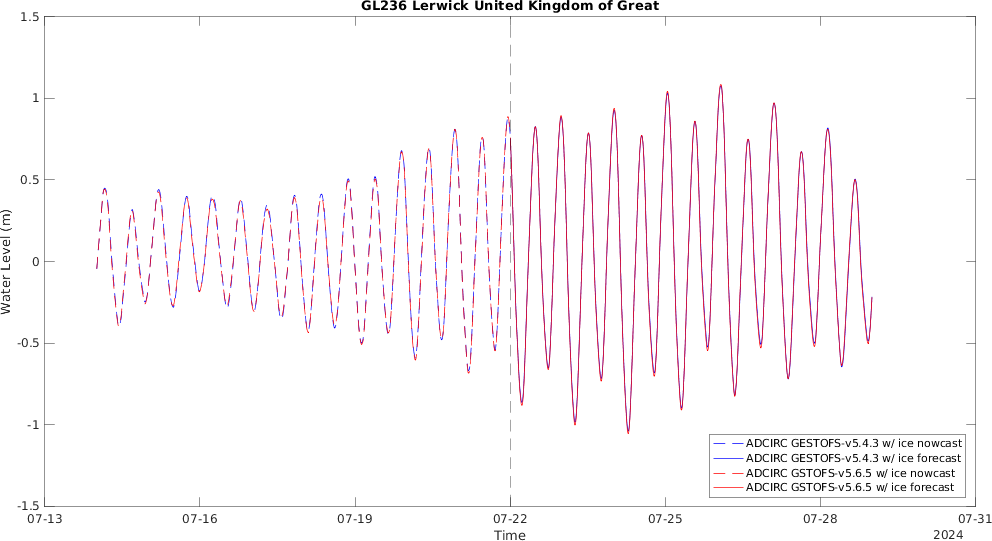 GL236 Lerwick United Kingdom of Great
1.5
1
0.5
0
-0.5
-1
-1.5
Water Level (m)
ADCIRC GESTOFS-v5.4.3 w/ ice nowcast
ADCIRC GESTOFS-v5.4.3 w/ ice forecast
ADCIRC GSTOFS-v5.6.5 w/ ice nowcast
ADCIRC GSTOFS-v5.6.5 w/ ice forecast
07-13 07-16 07-19 07-22 07-25 07-28 07-31
Time
2024